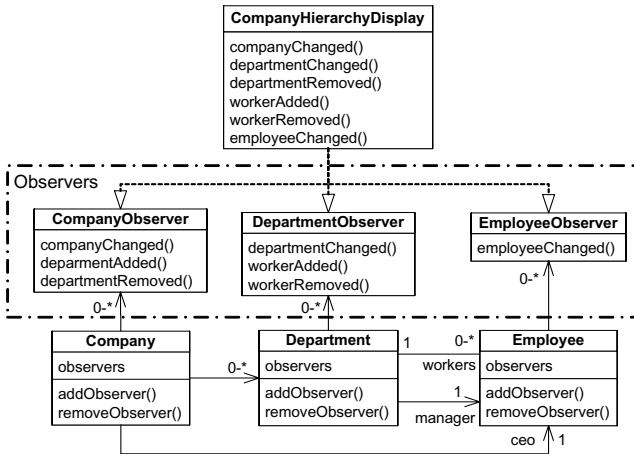 CompanyHierarchyDisplay
companyChanged()
departmentChanged()
departmentRemoved()
workerAdded()
workerRemoved()
employeeChanged()
Observers
CompanyObserver
companyChanged()
deparmentAdded()
departmentRemoved()
DepartmentObserver
departmentChanged()
workerAdded()
workerRemoved()
EmployeeObserver
employeeChanged()
0-*
0-*
0-*
Company
observers
addObserver()
removeObserver()
0-*
Department
observers
addObserver()
removeObserver()
1
0-*
workers
1
manager
Employee
observers
addObserver()
removeObserver()
ceo
1